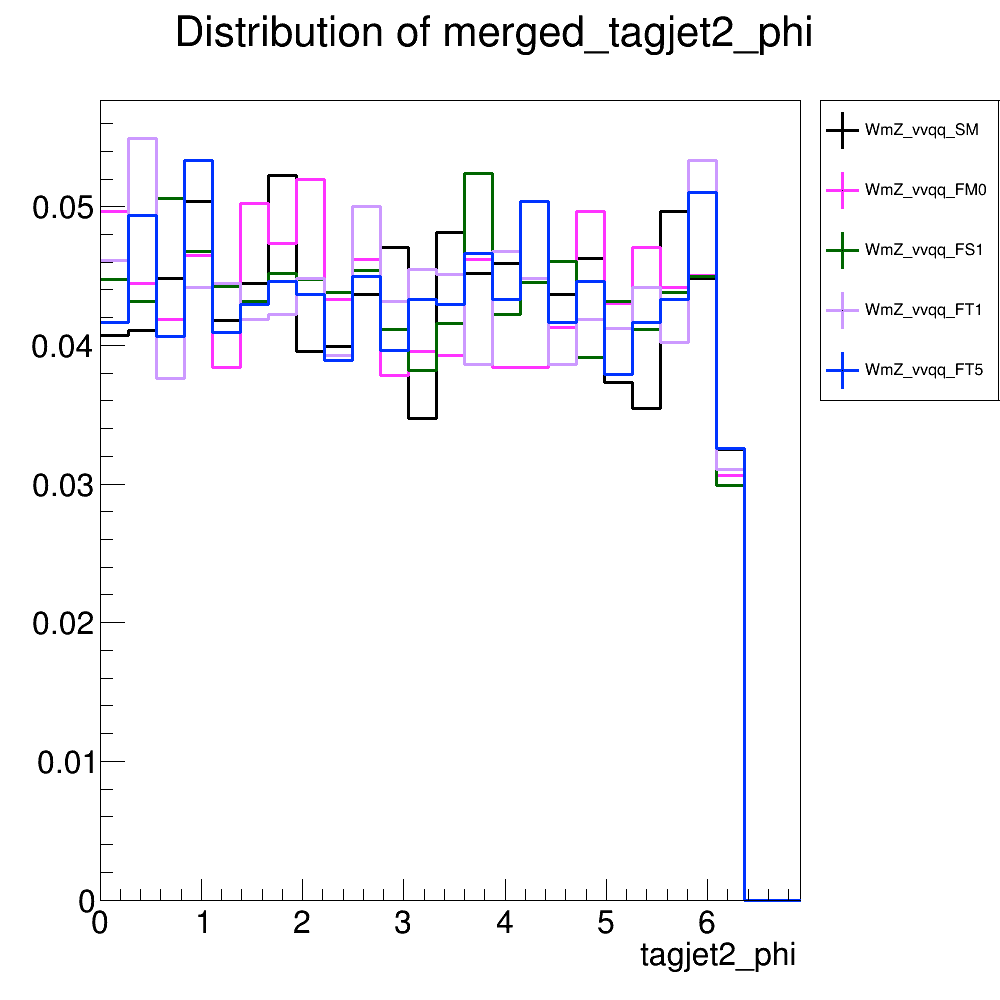 Distribution of merged_tagjet2_phi
WmZ_vvqq_SM
WmZ_vvqq_FM0
WmZ_vvqq_FS1
WmZ_vvqq_FT1
WmZ_vvqq_FT5
0.05
0.04
0.03
0.02
0.01
0
0 1 2 3 4 5 6
tagjet2_phi